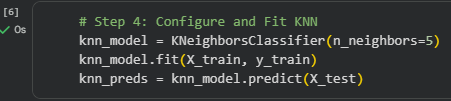 [6]
✓ 0s
# Step 4: Configure and Fit KNN
knn_model = KNeighborsClassifier(n_neighbors=5)
knn_model.fit(X_train, y_train)
knn_preds = knn_model.predict(X_test)